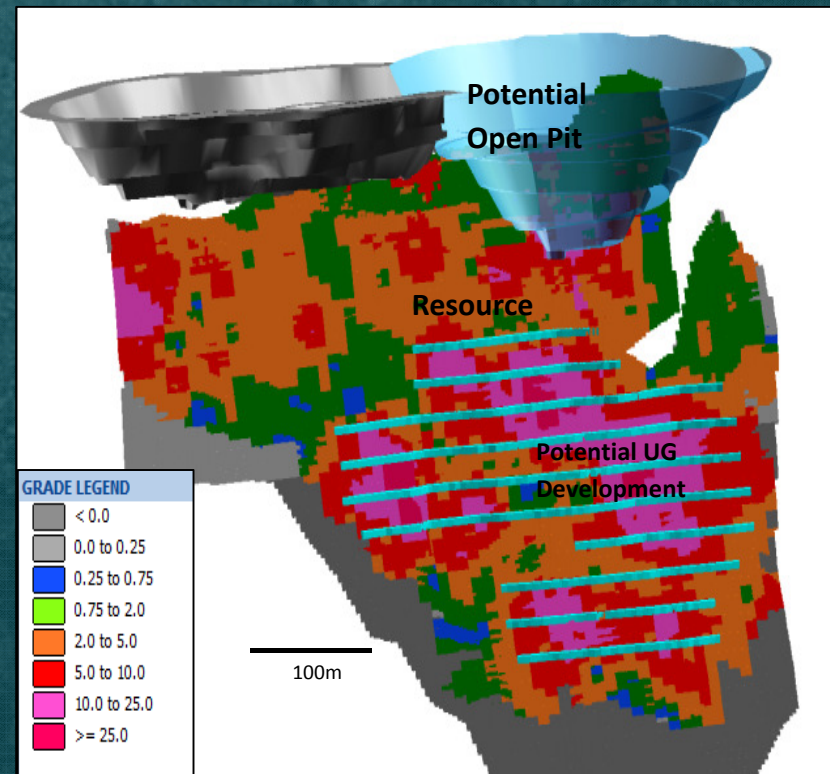 Potential
Open Pit
Resource
Potential UG
Development
GRADE LEGEND
< 0.0
0.0 to 0.25
0.25 to 0.75
0.75 to 2.0
2.0 to 5.0
5.0 to 10.0
10.0 to 25.0
>= 25.0
100m